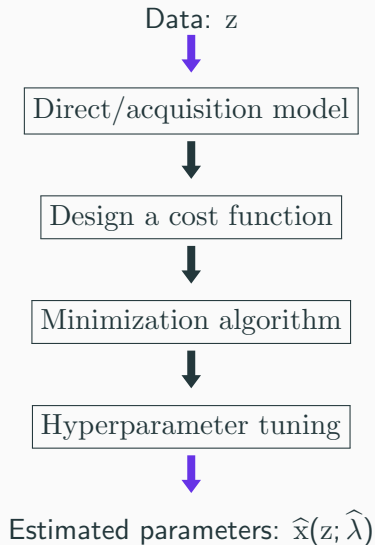 Data: z
Direct/acquisition model
Design a cost function
Minimization algorithm
Hyperparameter tuning
Estimated parameters: x̂(z; λ̂)